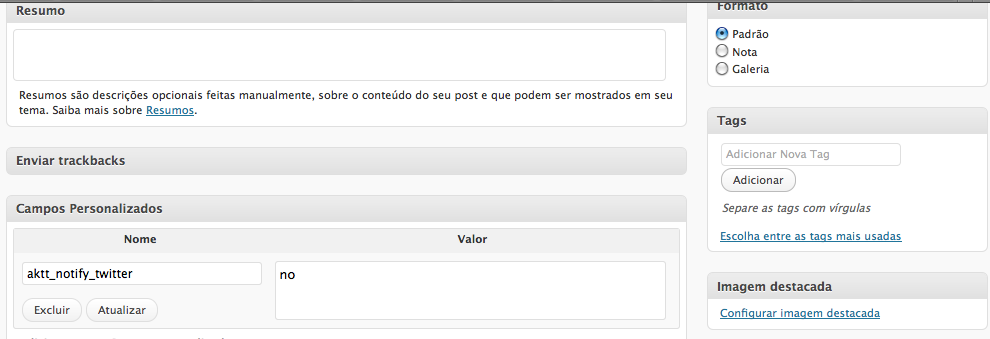 Resumo
Resumos são descrições opcionais feitas manualmente, sobre o conteúdo do seu post e que podem ser mostrados em seu
tema. Saiba mais sobre Resumos.
Enviar trackbacks
Campos Personalizados
Nome Valor
aktt_notify_twitter no
Excluir Atualizar
Formato
Padrão
Nota
Galeria
Tags
Adicionar Nova Tag
Adicionar
Separe as tags com vírgulas
Escolha entre as tags mais usadas
Imagem destacada
Configurar imagem destacada